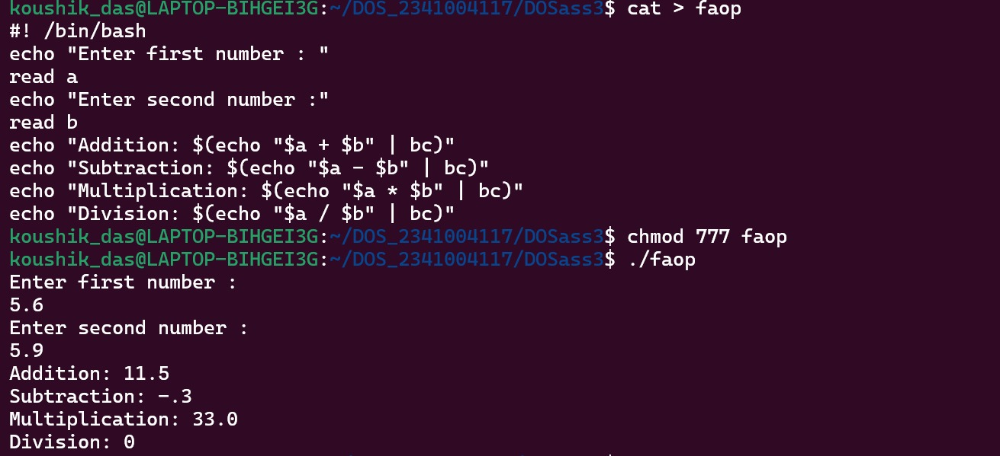 koushik_das@LAPTOP-BIHGEI3G:~/DOS_2341004117/DOSass3$ cat > faop
#! /bin/bash
echo "Enter first number : "
read a
echo "Enter second number :"
read b
echo "Addition: $(echo "$a + $b" | bc)"
echo "Subtraction: $(echo "$a - $b" | bc)"
echo "Multiplication: $(echo "$a * $b" | bc)"
echo "Division: $(echo "$a / $b" | bc)"
koushik_das@LAPTOP-BIHGEI3G:~/DOS_2341004117/DOSass3$ chmod 777 faop
koushik_das@LAPTOP-BIHGEI3G:~/DOS_2341004117/DOSass3$ ./faop
Enter first number :
5.6
Enter second number :
5.9
Addition: 11.5
Subtraction: -.3
Multiplication: 33.0
Division: 0